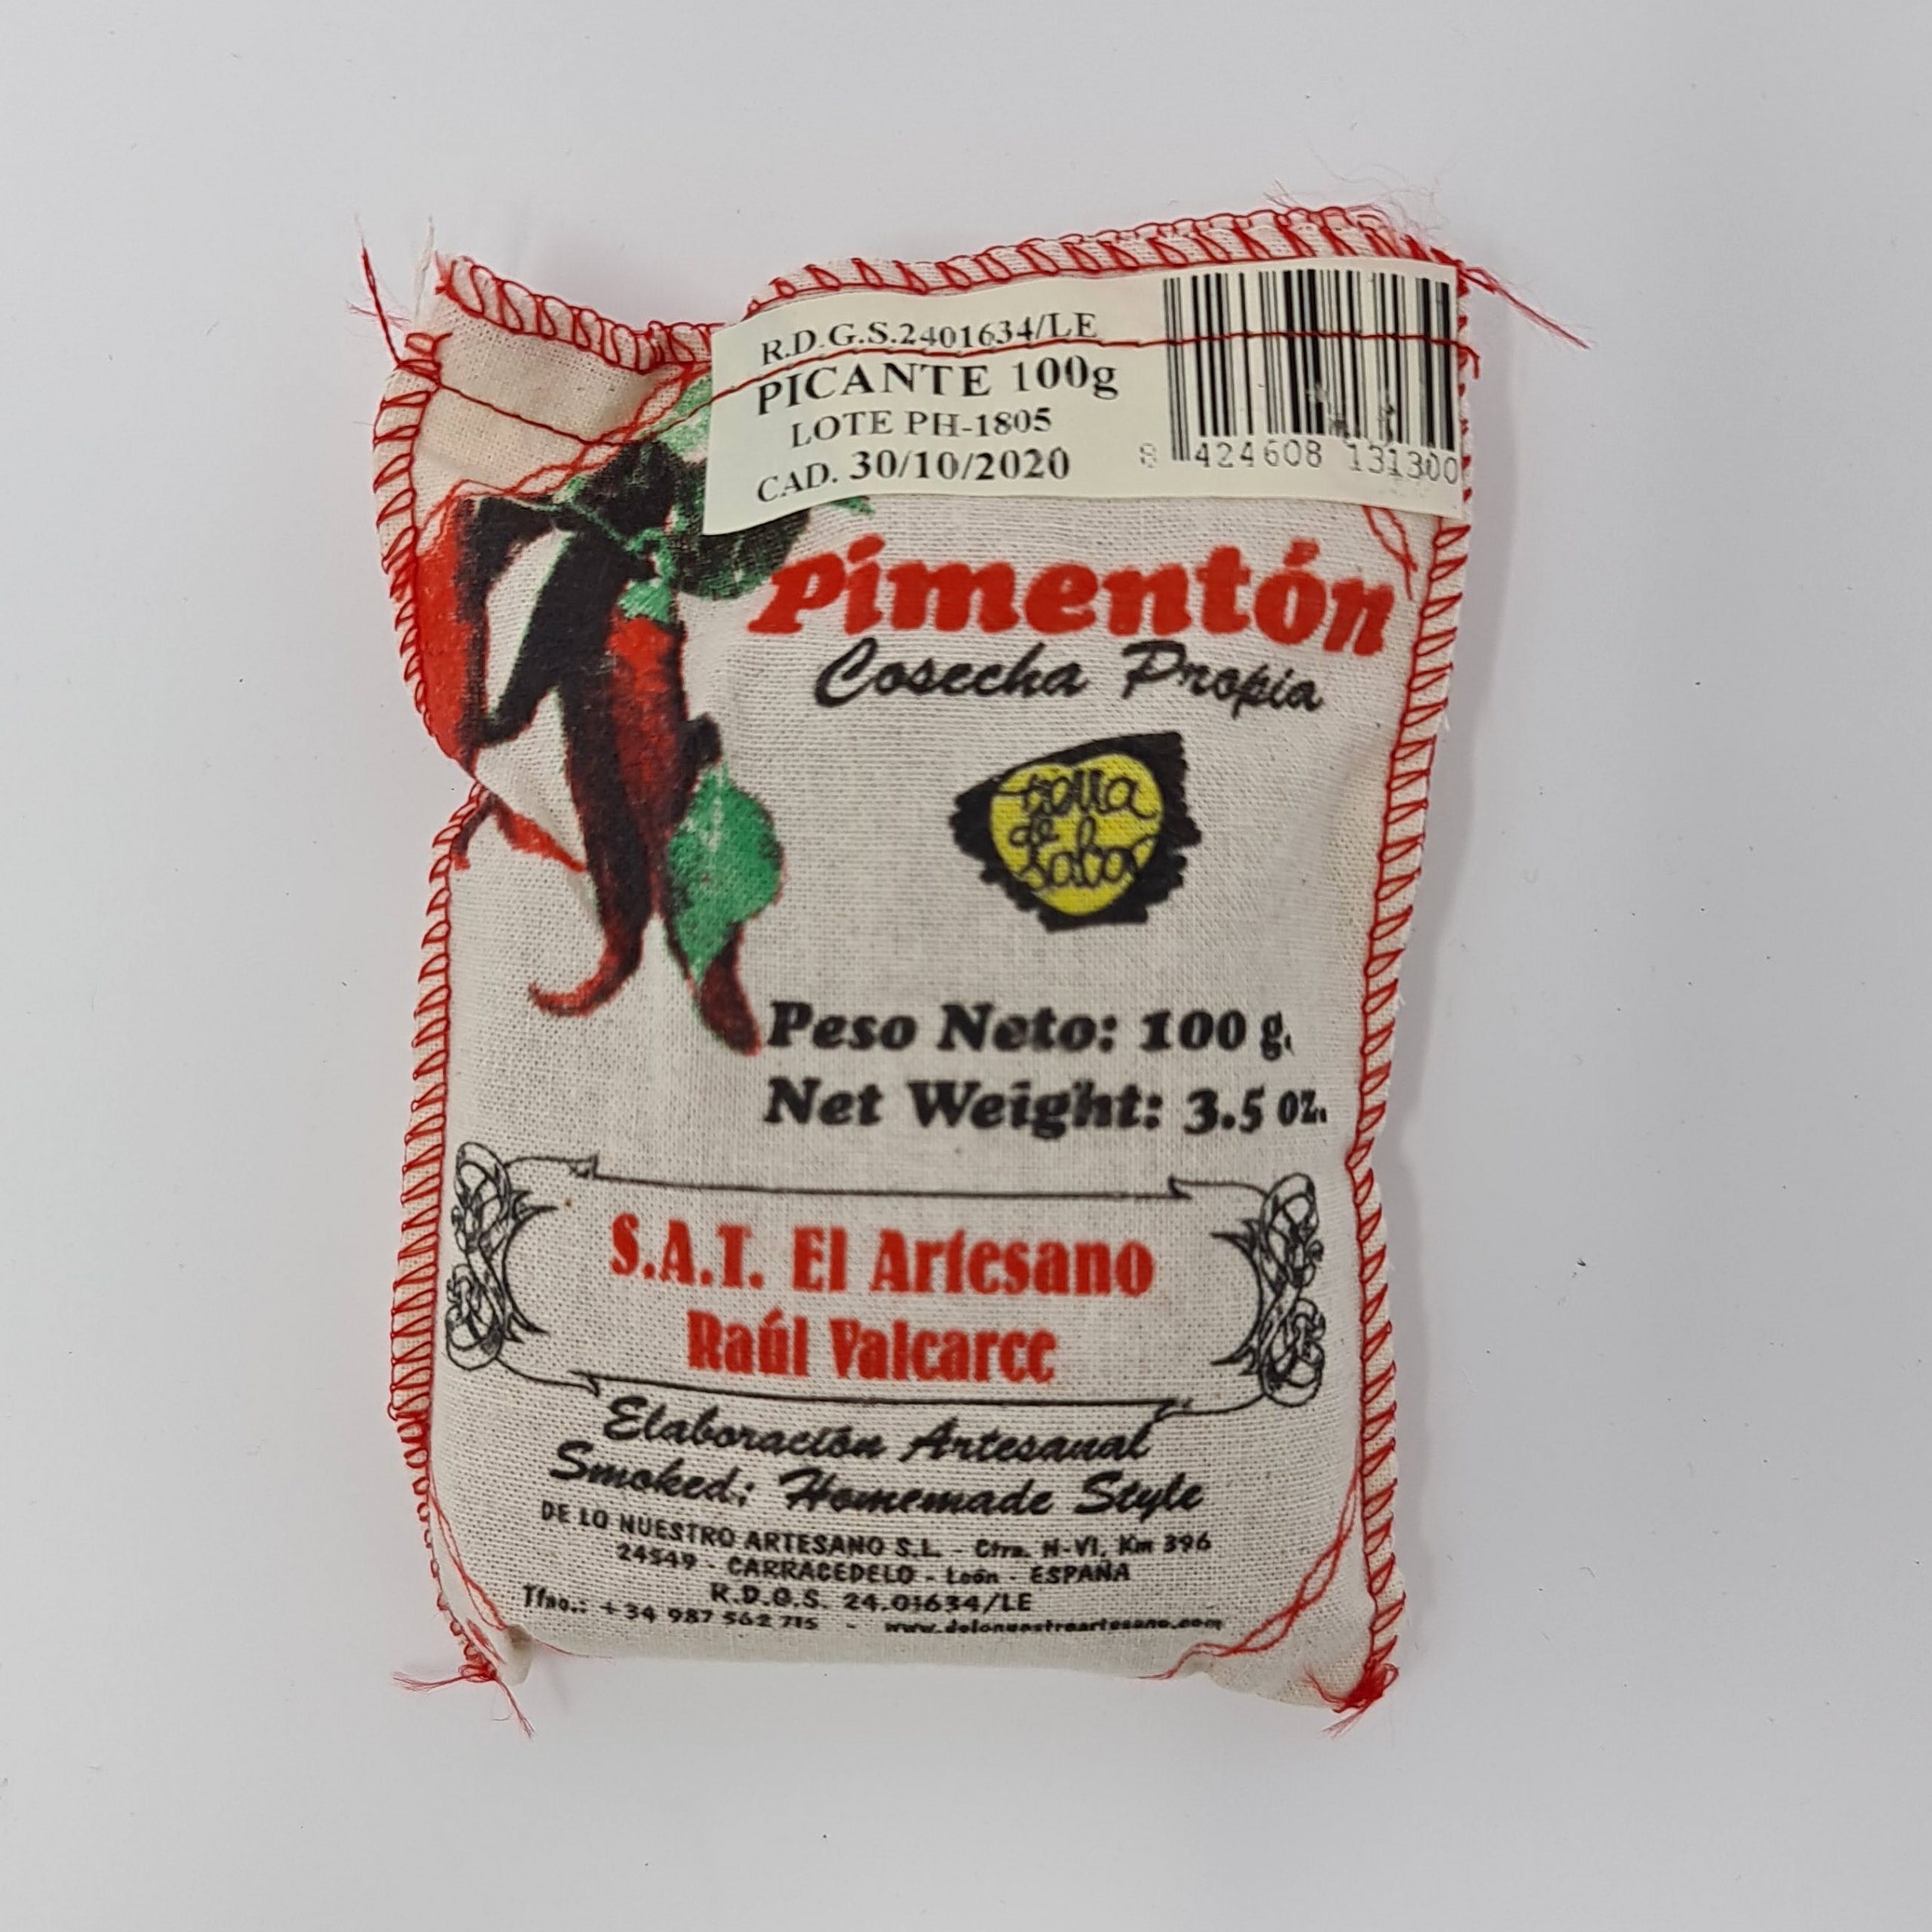 R.D.G.S.2401634/LE
PICANTE 100g
LOTE PH-1805
CAD. 30/10/2020
8 424608 131300
Pimentón
Cosecha Propia
tierra
de
sabor
Peso Neto: 100 g.
Net Weight: 3.5 oz.
S.A.T. El Artesano
Raúl Valcarce
Elaboración Artesanal
Smoked: Homemade Style
DE LO NUESTRO ARTESANO S.L. - Ctra. N-VI, Km 396
24549 - CARRACEDELO - León - ESPAÑA
R.D.G.S. 24.01634/LE
Tfno.: +34 987 562 715 - www.delonuestroartesano.com